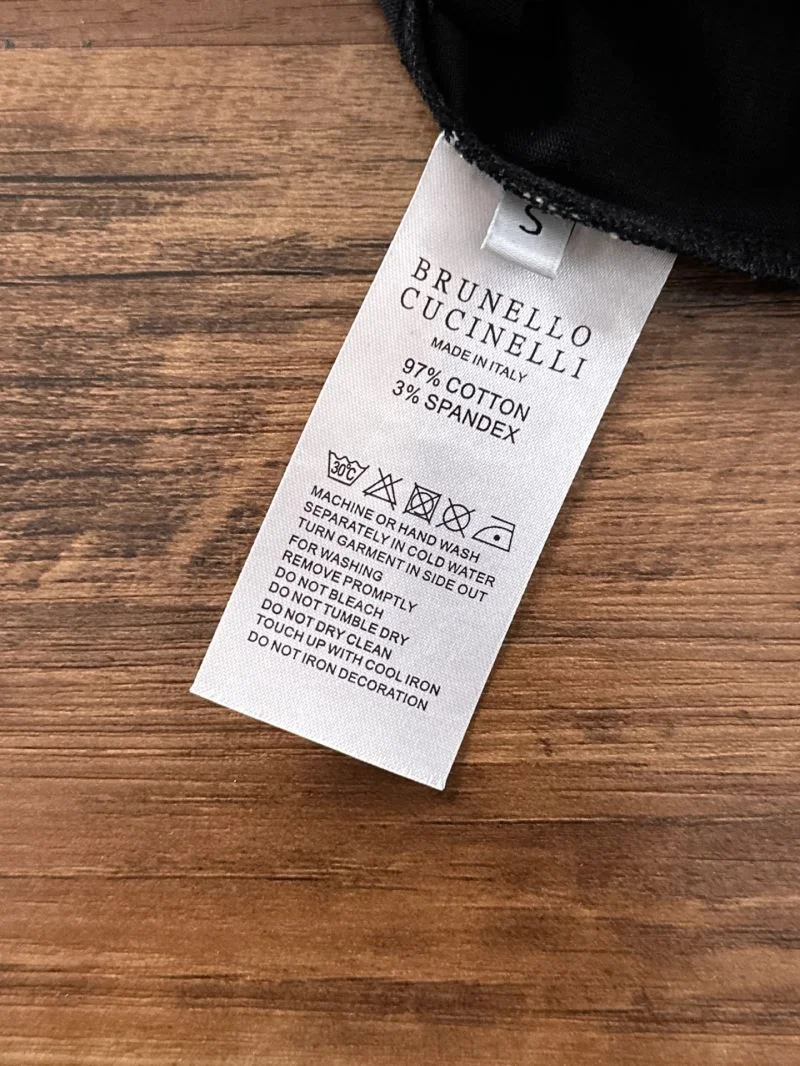 S
BRUNELLO
CUCINELLI
MADE IN ITALY
97% COTTON
3% SPANDEX
30℃
MACHINE OR HAND WASH
SEPARATELY IN COLD WATER
TURN GARMENT IN SIDE OUT
FOR WASHING
REMOVE PROMPTLY
DO NOT BLEACH
DO NOT TUMBLE DRY
DO NOT DRY CLEAN
TOUCH UP WITH COOL IRON
DO NOT IRON DECORATION